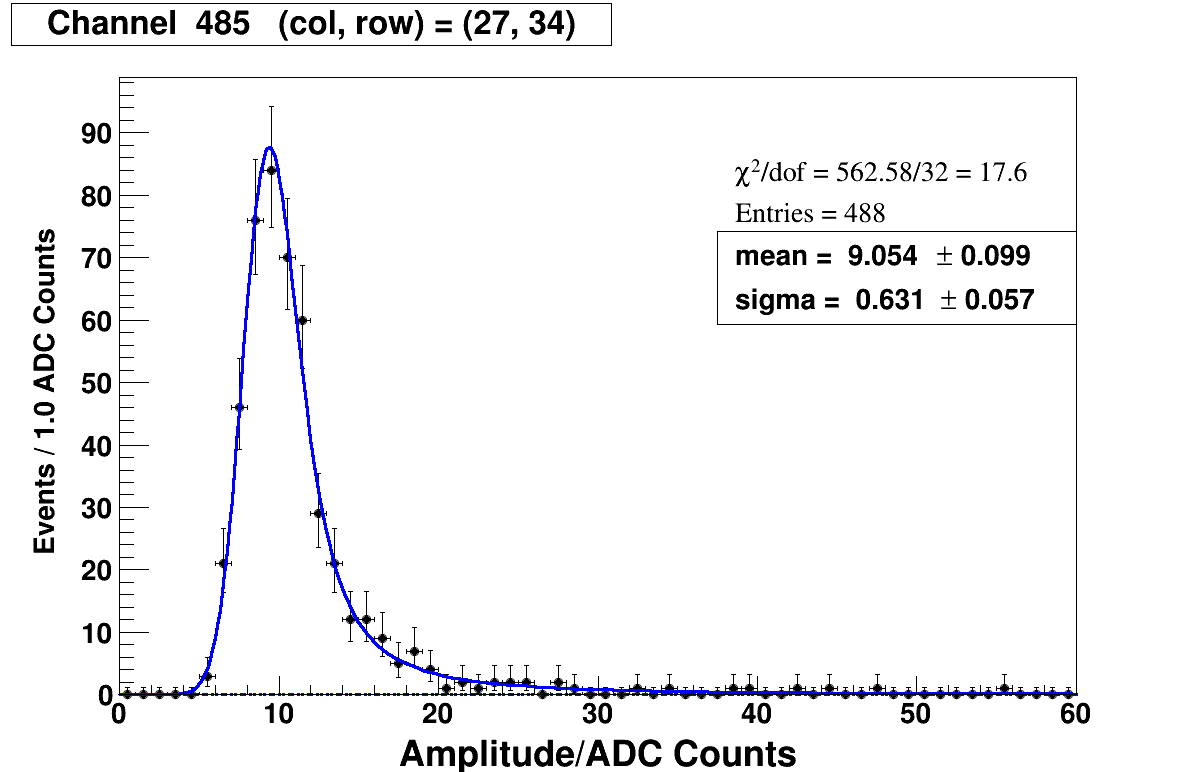 Channel 485 (col, row) = (27, 34)
90
80
70
60
50
40
30
20
10
0
Events / 1.0 ADC Counts
χ²/dof = 562.58/32 = 17.6
Entries = 488
mean = 9.054 ± 0.099
sigma = 0.631 ± 0.057
0 10 20 30 40 50 60
Amplitude/ADC Counts